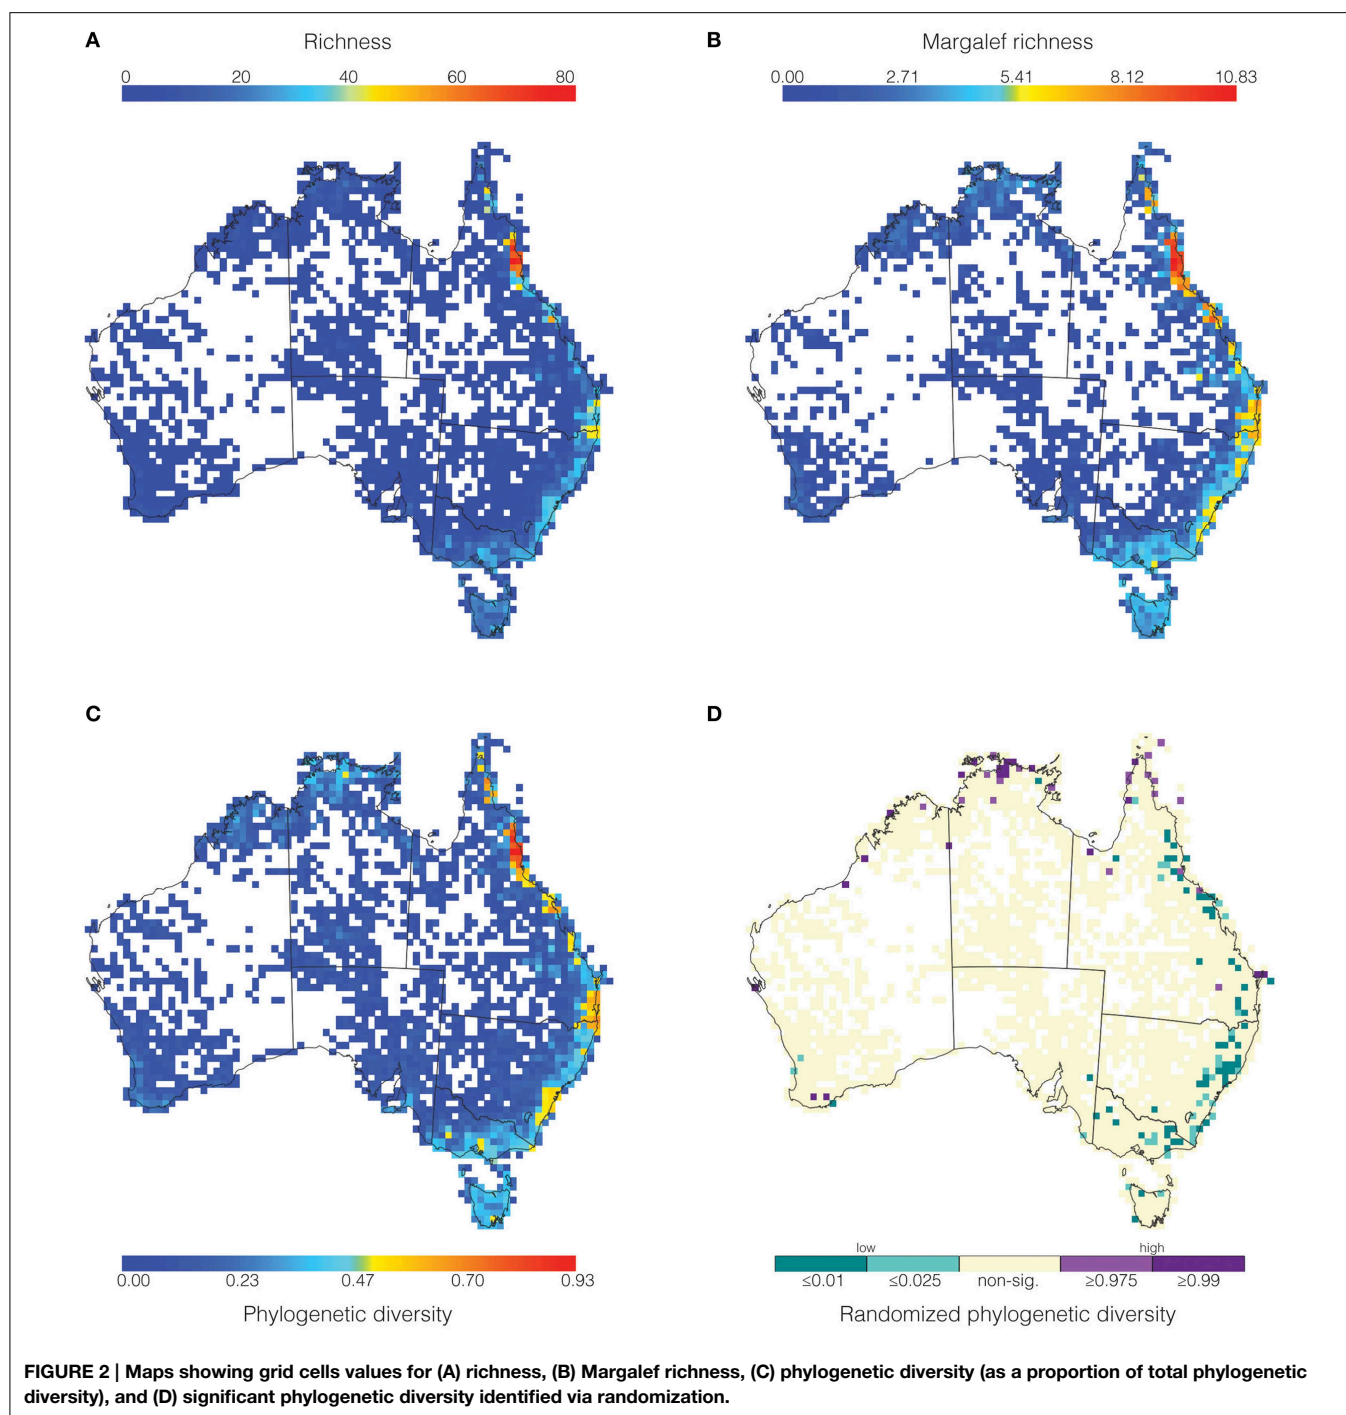 A
Richness
0 20 40 60 80
B
Margalef richness
0.00 2.71 5.41 8.12 10.83
C
0.00 0.23 0.47 0.70 0.93
Phylogenetic diversity
D
low high
≤0.01 ≤0.025 non-sig. ≥0.975 ≥0.99
Randomized phylogenetic diversity
FIGURE 2 | Maps showing grid cells values for (A) richness, (B) Margalef richness, (C) phylogenetic diversity (as a proportion of total phylogenetic
diversity), and (D) significant phylogenetic diversity identified via randomization.